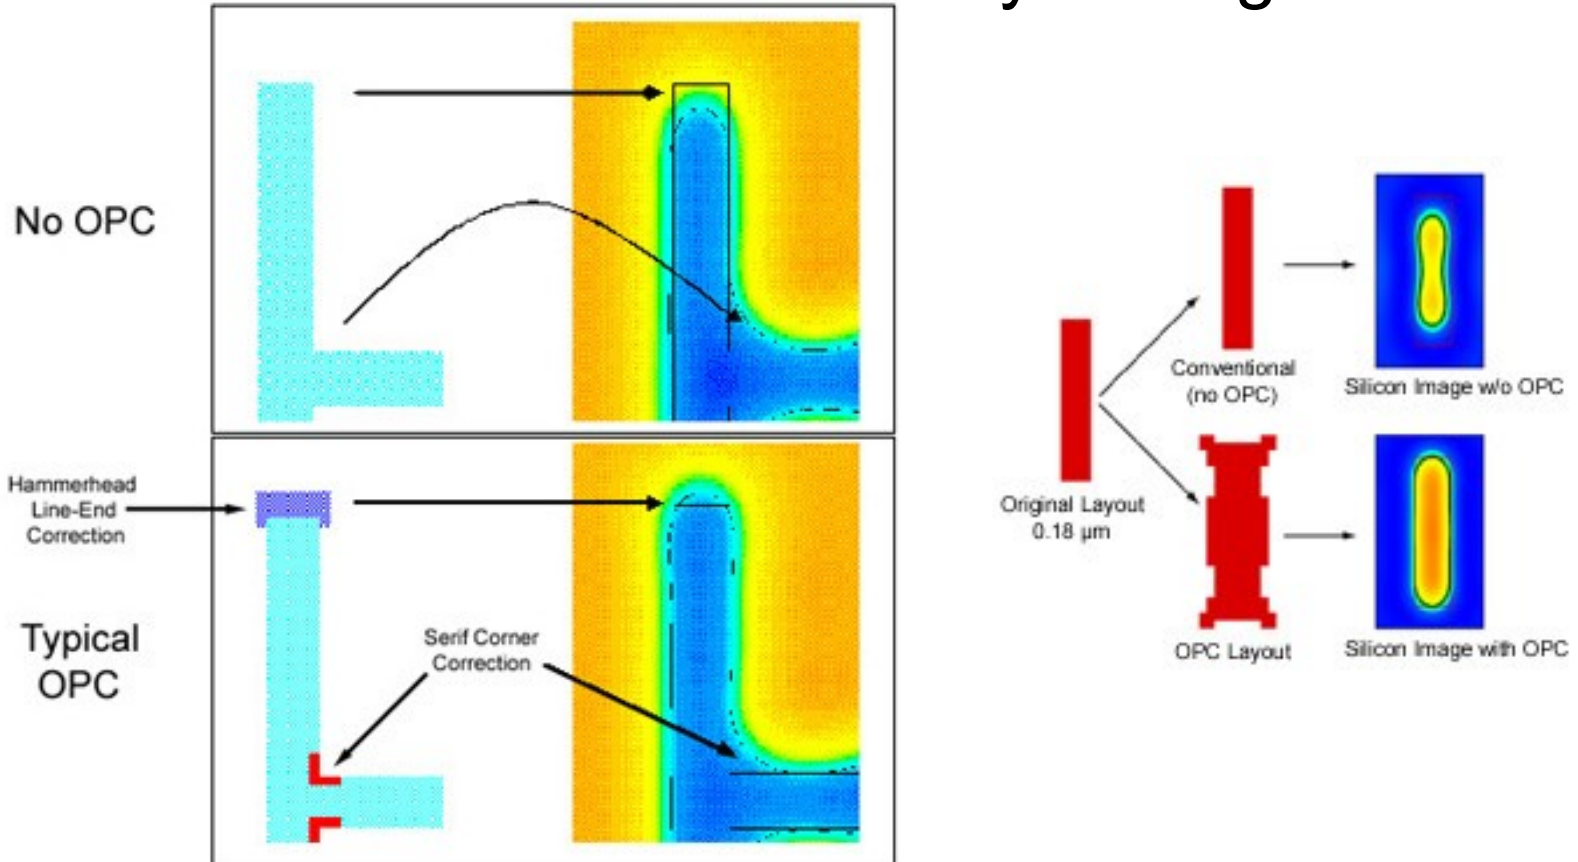 No OPC
Hammerhead
Line-End
Correction
Typical
OPC
Serif Corner
Correction
Original Layout
0.18 µm
Conventional
(no OPC)
Silicon Image w/o OPC
OPC Layout
Silicon Image with OPC